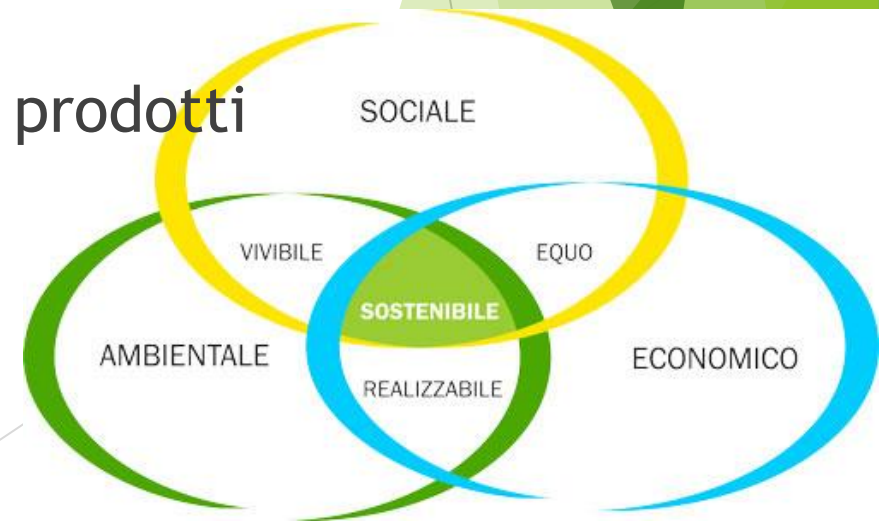 prodotti
SOCIALE
VIVIBILE
EQUO
SOSTENIBILE
AMBIENTALE
ECONOMICO
REALIZZABILE